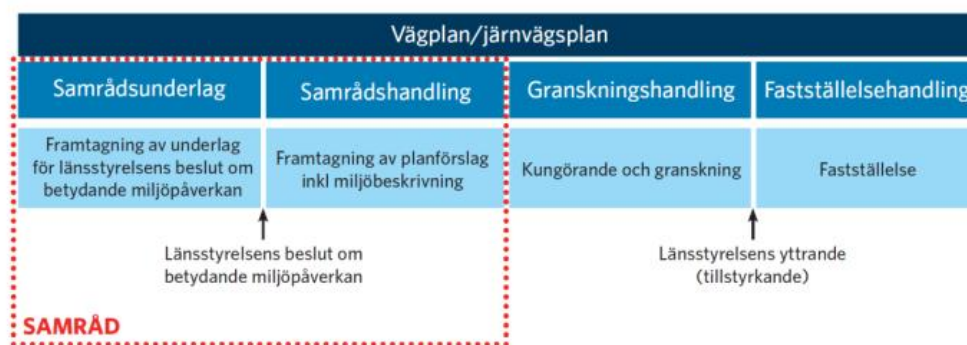 Vägplan/järnvägsplan
Samrådsunderlag
Samrådshandling
Granskningshandling
Fastställelsehandling
Framtagning av underlag
för länsstyrelsens beslut om
betydande miljöpåverkan
Framtagning av planförslag
inkl miljöbeskrivning
Kungörande och granskning
Fastställelse
Länsstyrelsens beslut om
betydande miljöpåverkan
Länsstyrelsens yttrande
(tillstyrkande)
SAMRÅD